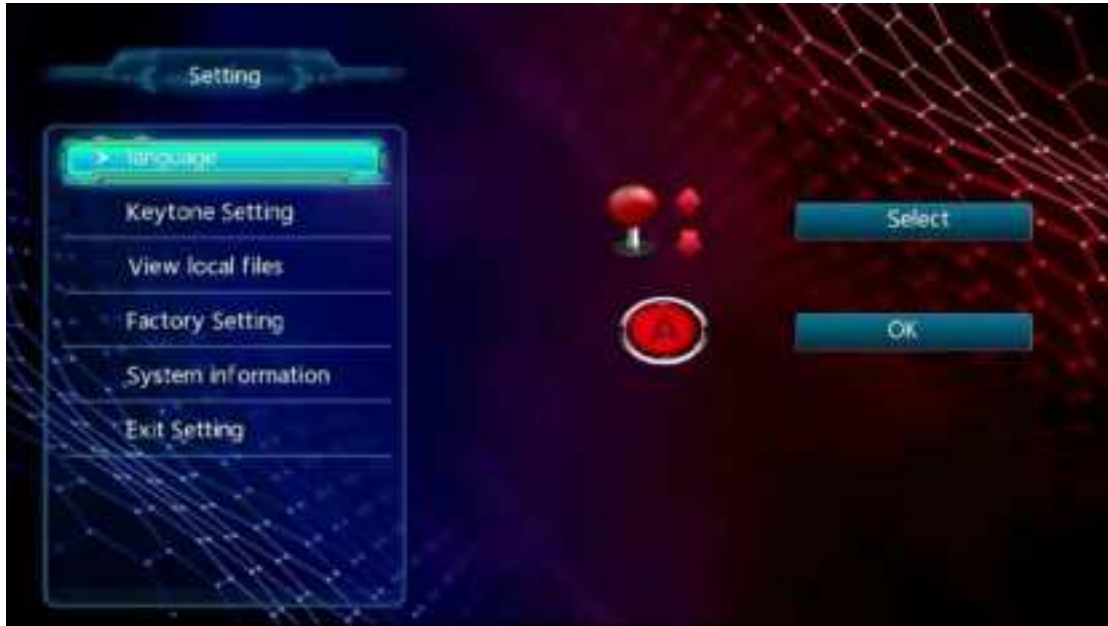 Setting
> language
Keytone Setting
View local files
Factory Setting
System information
Exit Setting
Select
A
OK